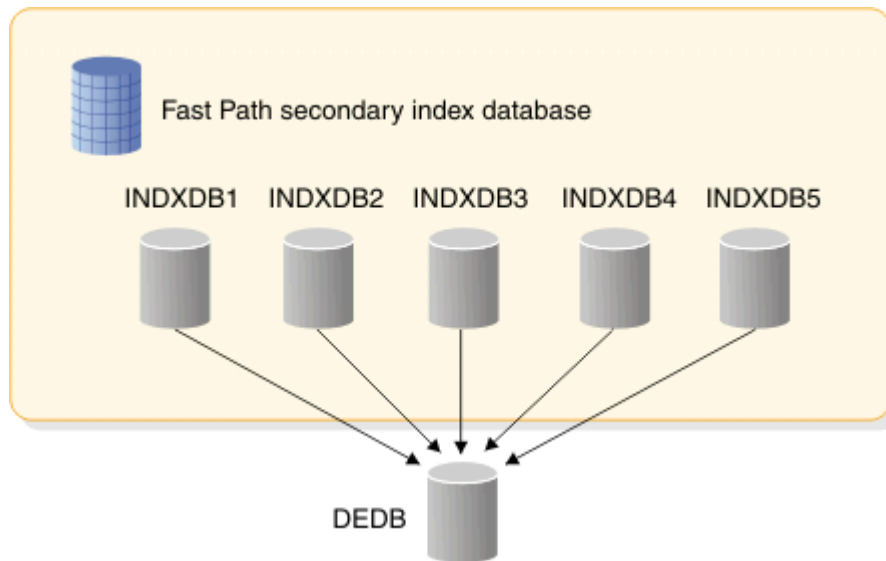 Fast Path secondary index database
INDXDB1 INDXDB2 INDXDB3 INDXDB4 INDXDB5
DEDB